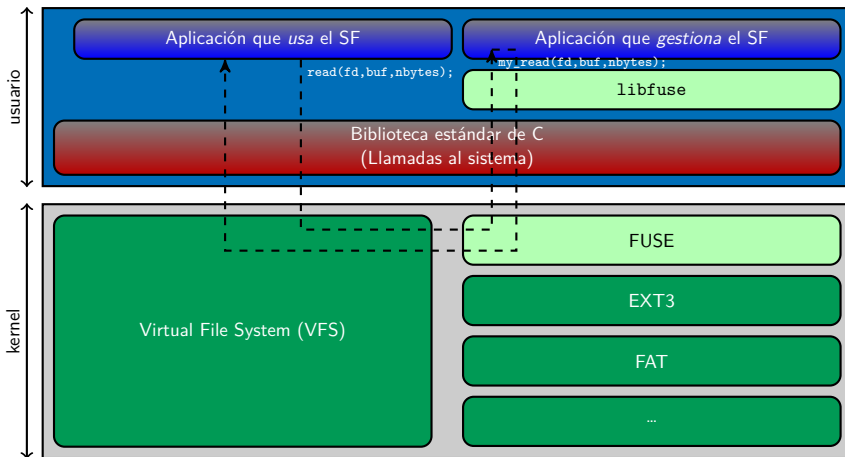 usuario
Aplicación que usa el SF
Aplicación que gestiona el SF
read(fd,buf,nbytes);
my_read(fd,buf,nbytes);
libfuse
Biblioteca estándar de C
(Llamadas al sistema)
kernel
Virtual File System (VFS)
FUSE
EXT3
FAT
...